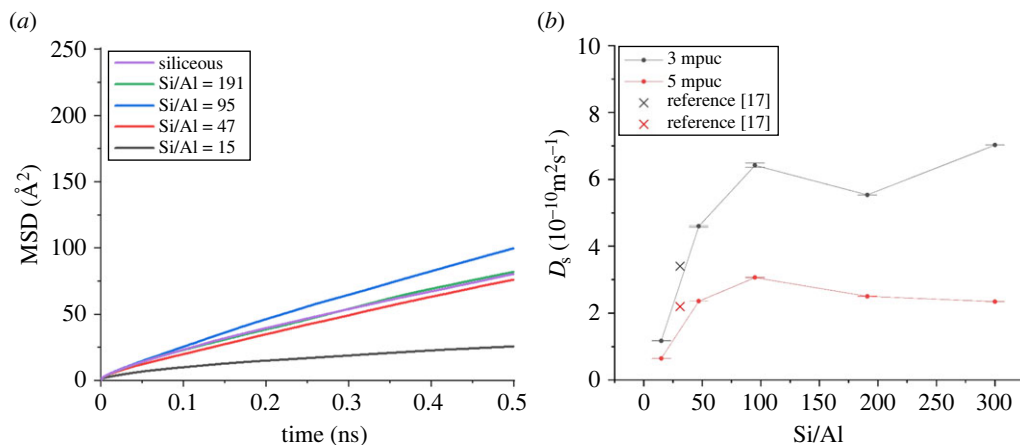 (a)
250
200
150
100
50
0
MSD (Å²)
siliceous
Si/Al = 191
Si/Al = 95
Si/Al = 47
Si/Al = 15
0 0.1 0.2 0.3 0.4 0.5
time (ns)
(b)
10
8
6
4
2
0
Dₛ (10⁻¹⁰m²s⁻¹)
3 mpuc
5 mpuc
reference [17]
reference [17]
0 50 100 150 200 250 300
Si/Al